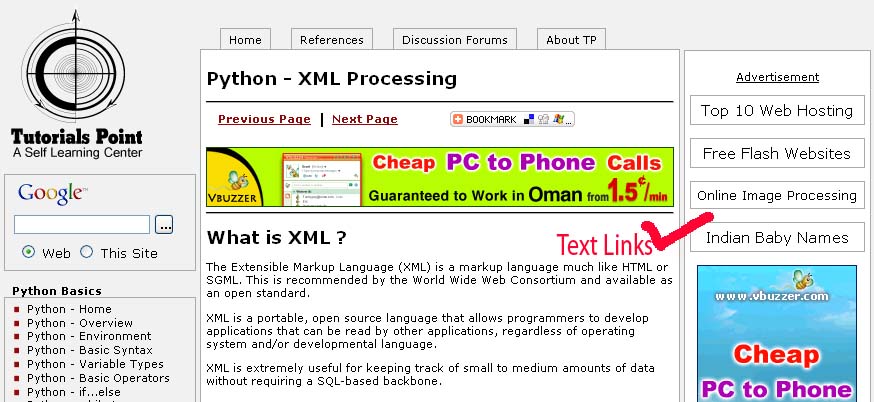 Tutorials Point
A Self Learning Center
Google™
...
Web This Site
Python Basics
Python - Home
Python - Overview
Python - Environment
Python - Basic Syntax
Python - Variable Types
Python - Basic Operators
Python - if...else
Home References Discussion Forums About TP
Python - XML Processing
Previous Page | Next Page
BOOKMARK ...
VBUZZER
Cheap PC to Phone Calls
Guaranteed to Work in Oman from 1.5¢/min
What is XML ?
Text Links
The Extensible Markup Language (XML) is a markup language much like HTML or
SGML. This is recommended by the World Wide Web Consortium and available as
an open standard.
XML is a portable, open source language that allows programmers to develop
applications that can be read by other applications, regardless of operating
system and/or developmental language.
XML is extremely useful for keeping track of small to medium amounts of data
without requiring a SQL-based backbone.
Advertisement
Top 10 Web Hosting
Free Flash Websites
Online Image Processing
Indian Baby Names
www.vbuzzer.com
Cheap
PC to Phone